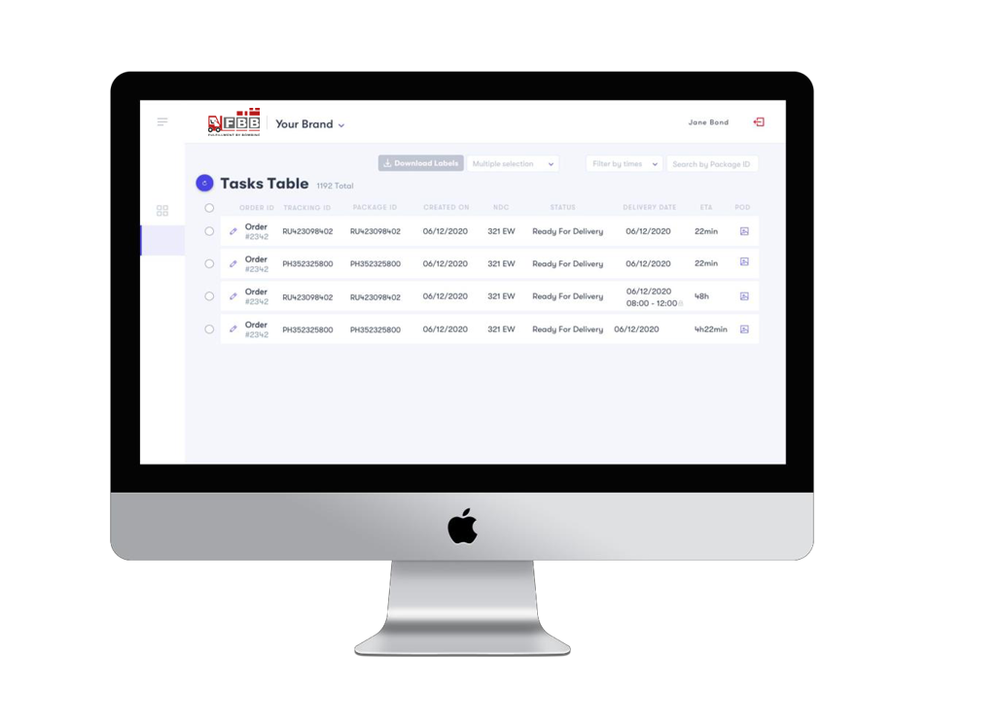 FBB
FULFILLMENT BY BOMBINO
Your Brand
Jane Bond
Download Labels
Multiple selection
Filter by times
Search by Package ID
Tasks Table 1192 Total
ORDER ID TRACKING ID PACKAGE ID CREATED ON NDC STATUS DELIVERY DATE ETA POD
Order
#2342 RU423098402 RU423098402 06/12/2020 321 EW Ready For Delivery 06/12/2020 22min
Order
#2342 PH352325800 PH352325800 06/12/2020 321 EW Ready For Delivery 06/12/2020 22min
Order
#2342 RU423098402 RU423098402 06/12/2020 321 EW Ready For Delivery 06/12/2020 48h
08:00 - 12:00
Order
#2342 PH352325800 PH352325800 06/12/2020 321 EW Ready For Delivery 06/12/2020 4h22min